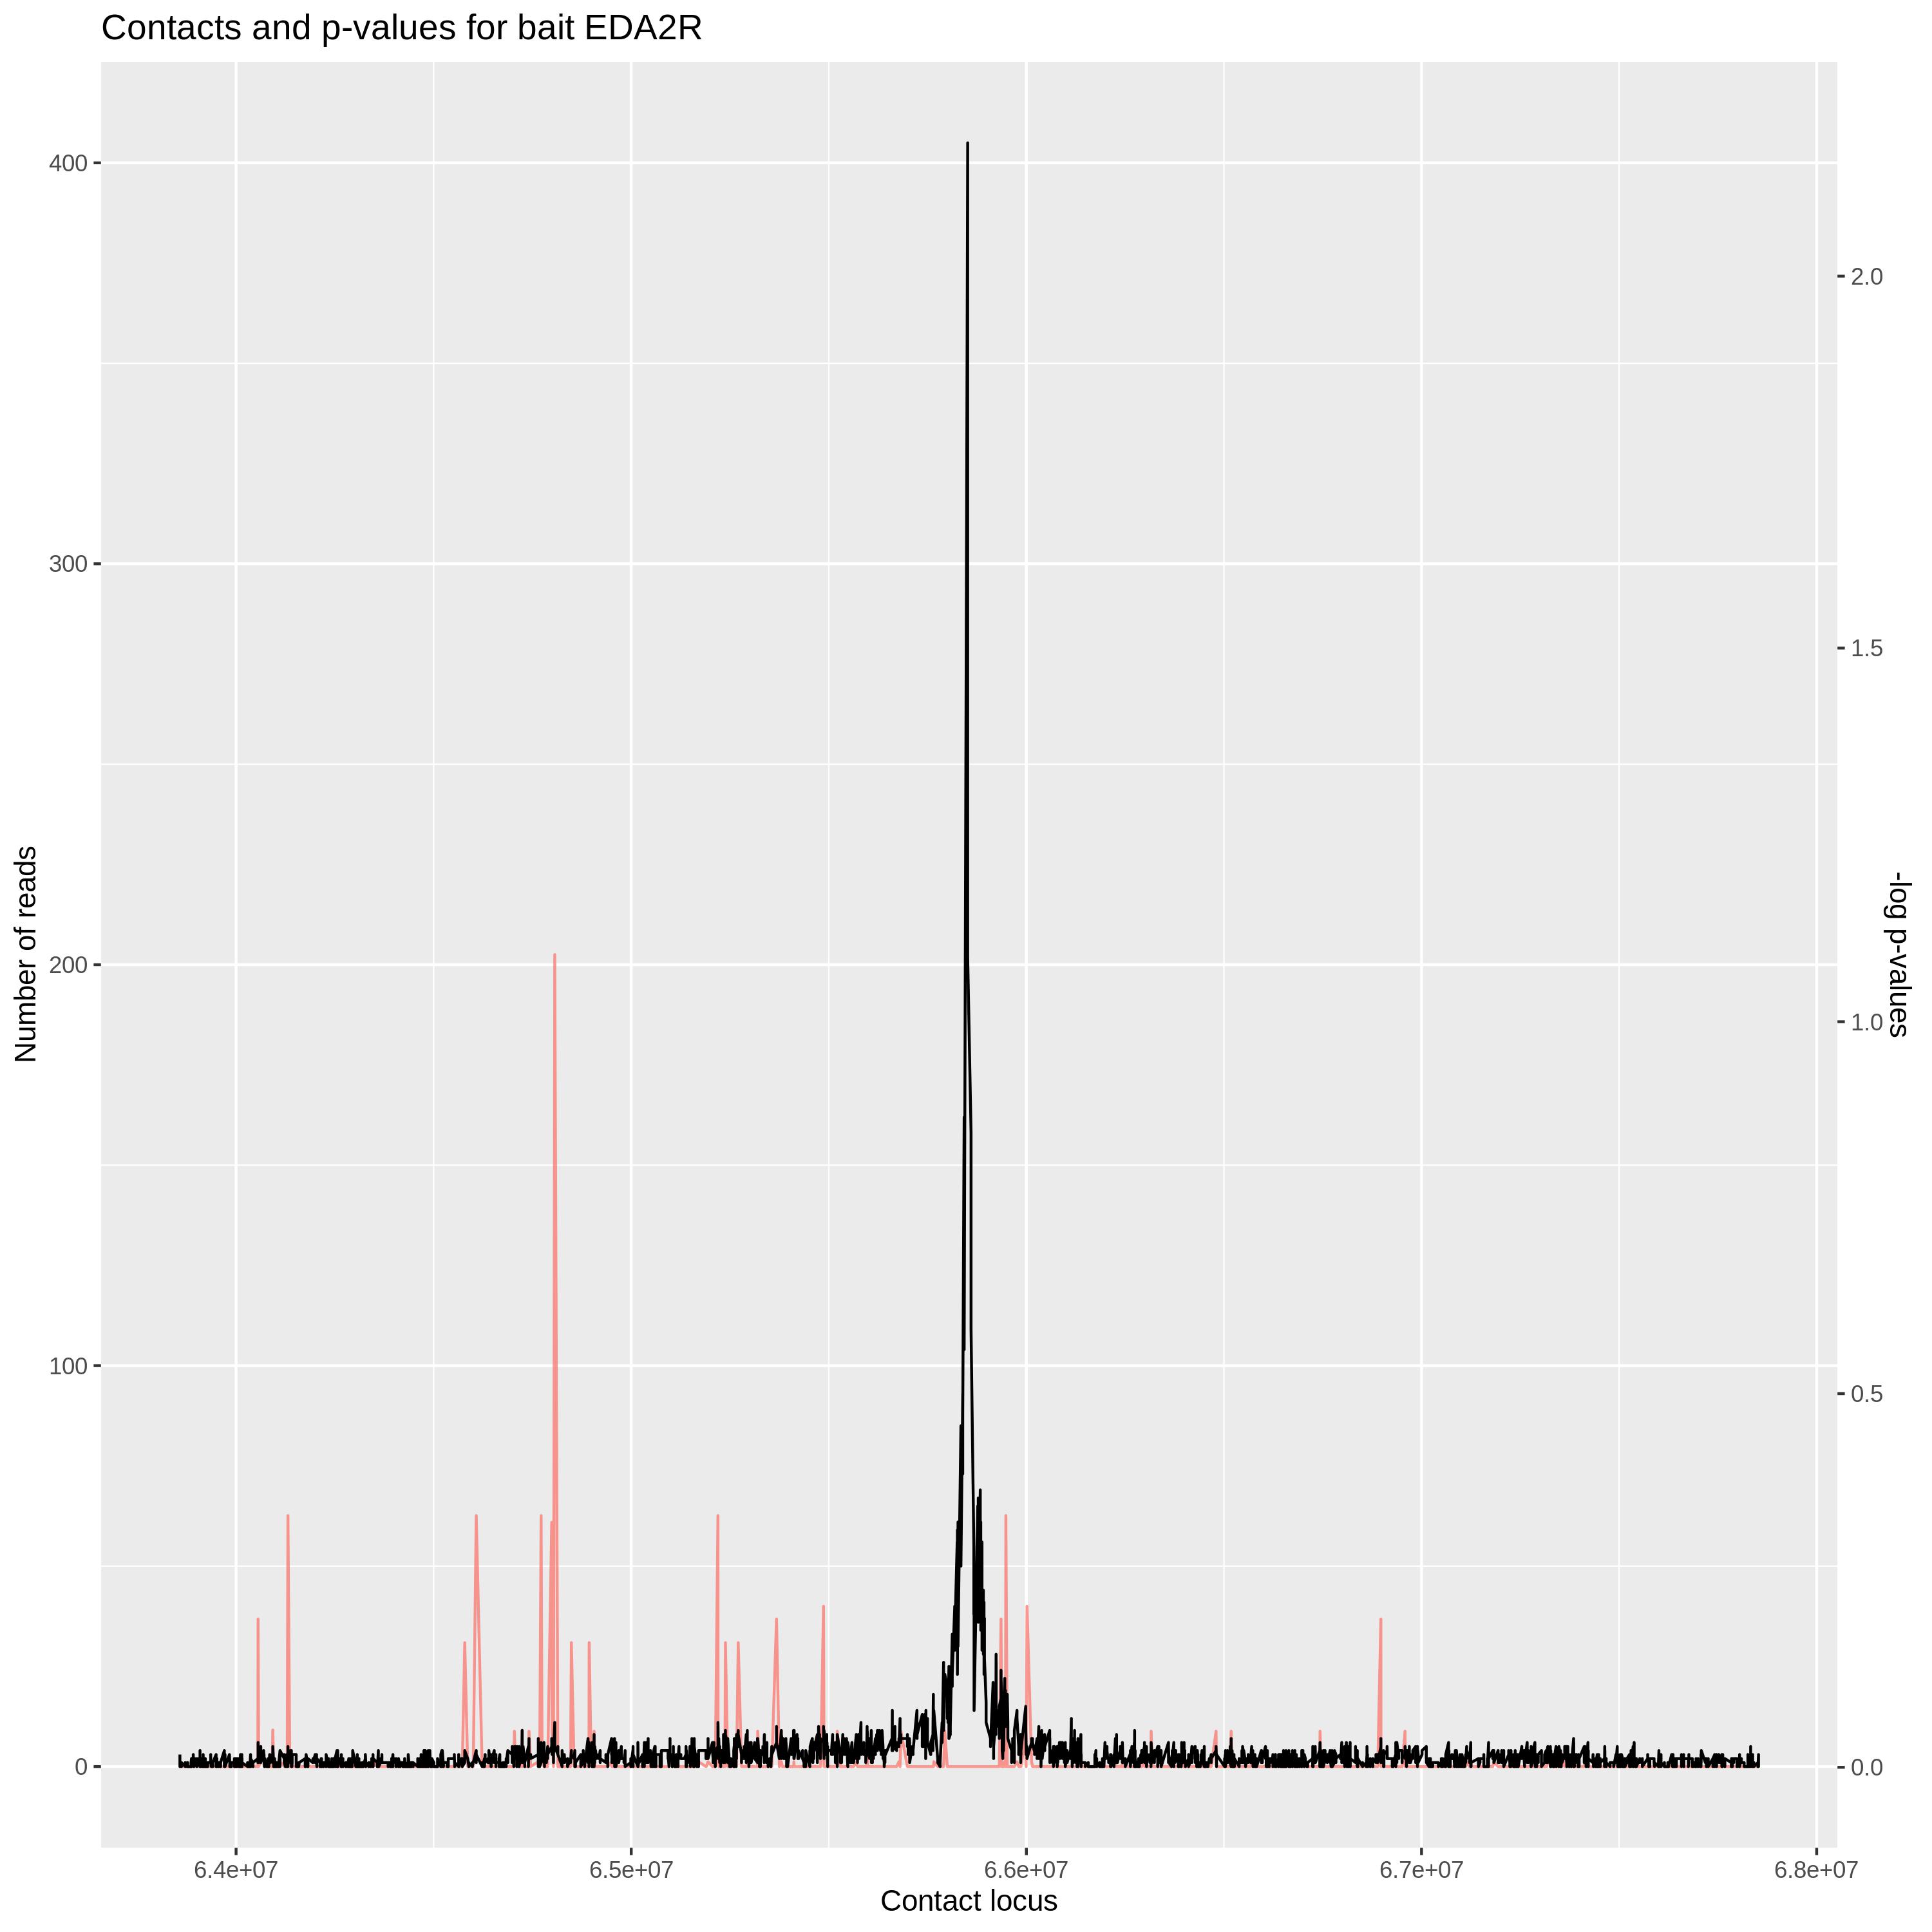 Contacts and p-values for bait EDA2R
400
300
200
100
0
Number of reads
2.0
1.5
1.0
0.5
0.0
-log p-values
6.4e+07
6.5e+07
6.6e+07
6.7e+07
6.8e+07
Contact locus